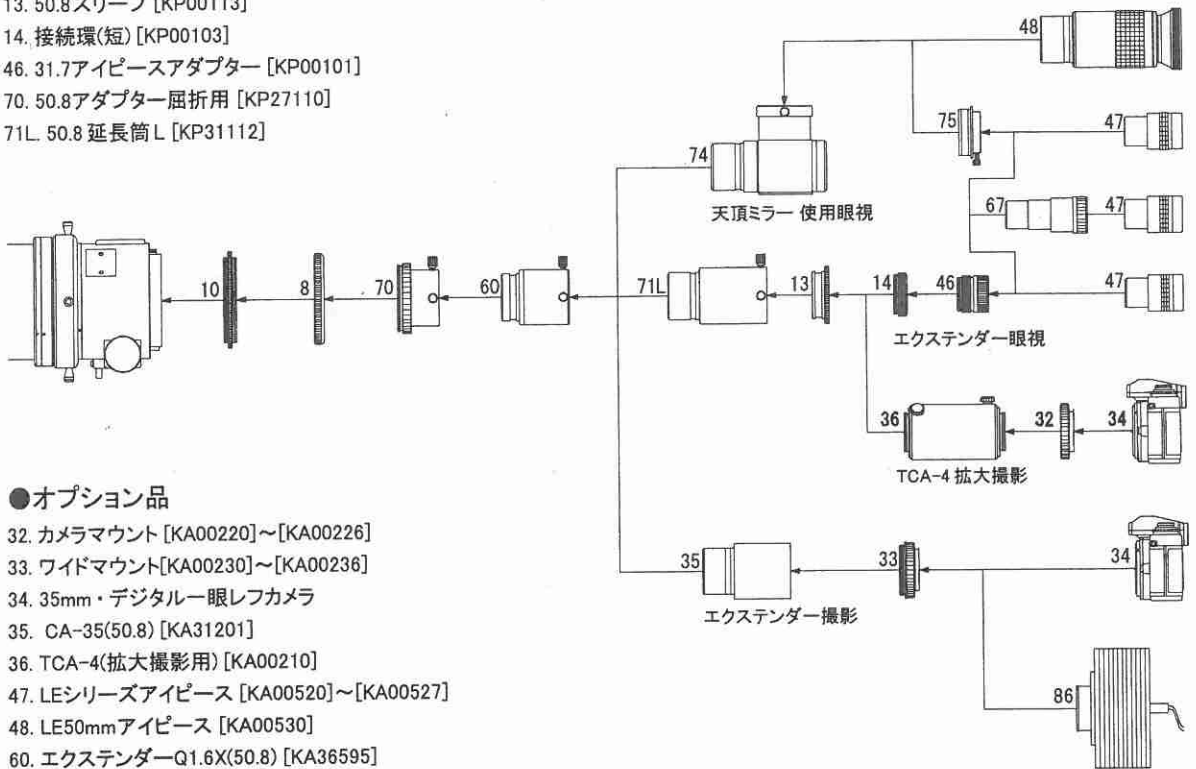 13. 50.8スリーブ [KP00113]
14. 接続環(短) [KP00103]
46. 31.7アイピースアダプター [KP00101]
70. 50.8アダプター屈折用 [KP27110]
71L. 50.8 延長筒 L [KP31112]
48
75
47
74
天頂ミラー 使用眼視
67
47
10
8
70
60
71L
13
14
46
47
エクステンダー眼視
36
32
34
TCA-4 拡大撮影
●オプション品
32. カメラマウント [KA00220]～[KA00226]
33. ワイドマウント[KA00230]～[KA00236]
34. 35mm・デジタル一眼レフカメラ
35. CA-35(50.8) [KA31201]
36. TCA-4(拡大撮影用) [KA00210]
47. LEシリーズアイピース [KA00520]～[KA00527]
48. LE50mmアイピース [KA00530]
60. エクステンダーQ1.6X(50.8) [KA36595]
35
33
34
エクステンダー撮影
86